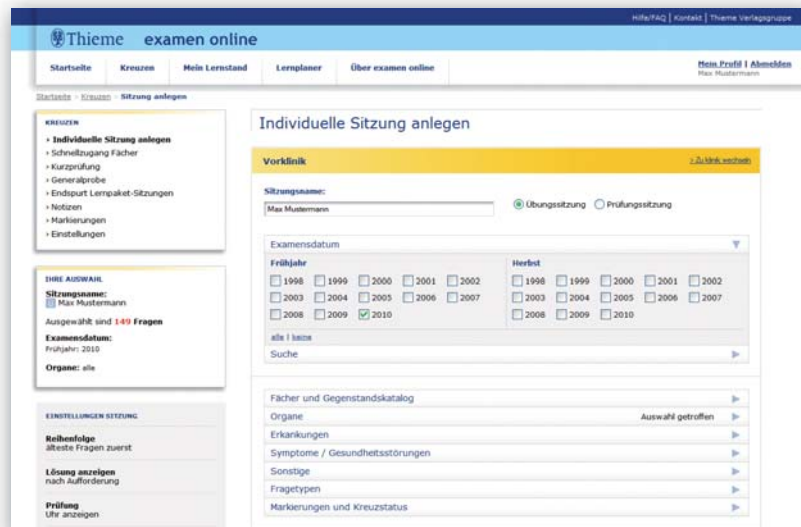 Hilfe/FAQ | Kontakt | Thieme Verlagsgruppe
Thieme examen online
Startseite Kreuzen Mein Lernstand Lernplaner Über examen online
Mein Profil | Abmelden
Max Mustermann
Startseite > Kreuzen > Sitzung anlegen
KREUZEN
› Individuelle Sitzung anlegen
› Schnellzugang Fächer
› Kurzprüfung
› Generalprobe
› Endspurt Lernpaket-Sitzungen
› Notizen
› Markierungen
› Einstellungen
IHRE AUSWAHL
Sitzungsname:
Max Mustermann
Ausgewählt sind 149 Fragen
Examensdatum:
Frühjahr: 2010
Organe: alle
EINSTELLUNGEN SITZUNG
Reihenfolge
älteste Fragen zuerst
Lösung anzeigen
nach Aufforderung
Prüfung
Uhr anzeigen
Individuelle Sitzung anlegen
Vorklinik
› Zu klinik wechseln
Sitzungsname:
Max Mustermann
Übungssitzung Prüfungssitzung
Examensdatum
Frühjahr
1998 1999 2000 2001 2002
2003 2004 2005 2006 2007
2008 2009 2010
Herbst
1998 1999 2000 2001 2002
2003 2004 2005 2006 2007
2008 2009 2010
alle | keine
Suche
Fächer und Gegenstandskatalog
Organe Auswahl getroffen
Erkankungen
Symptome / Gesundheitsstörungen
Sonstige
Fragetypen
Markierungen und Kreuzstatus